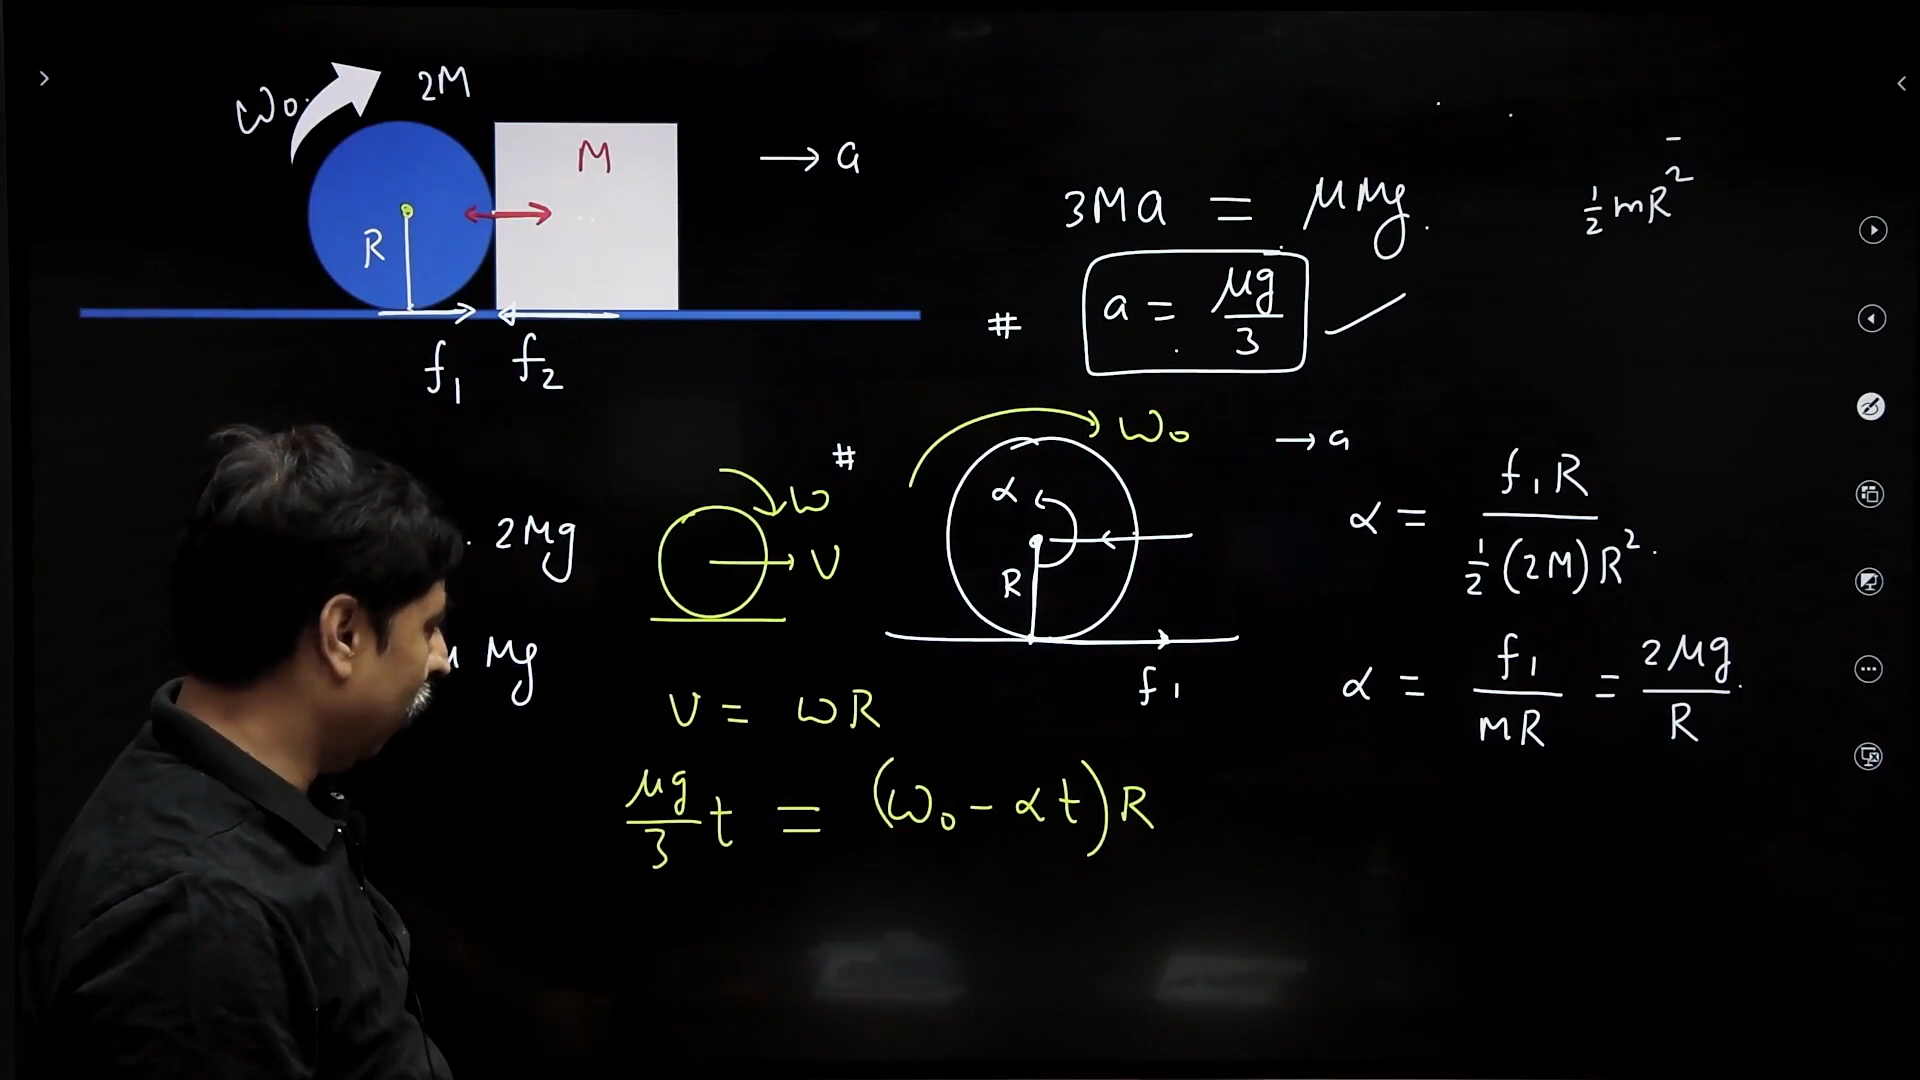 ω₀
2M
M
→ a
R
f₁ f₂
3Ma = μMg.
½mR²
# a = μg/3 ✓
· 2Mg
Mg
# ω
v
v = ωR
μg/3 t = (ω₀ - αt)R
ω₀
→ a
α
R
f₁
α = f₁R / ½(2M)R².
α = f₁/MR = 2μg/R.